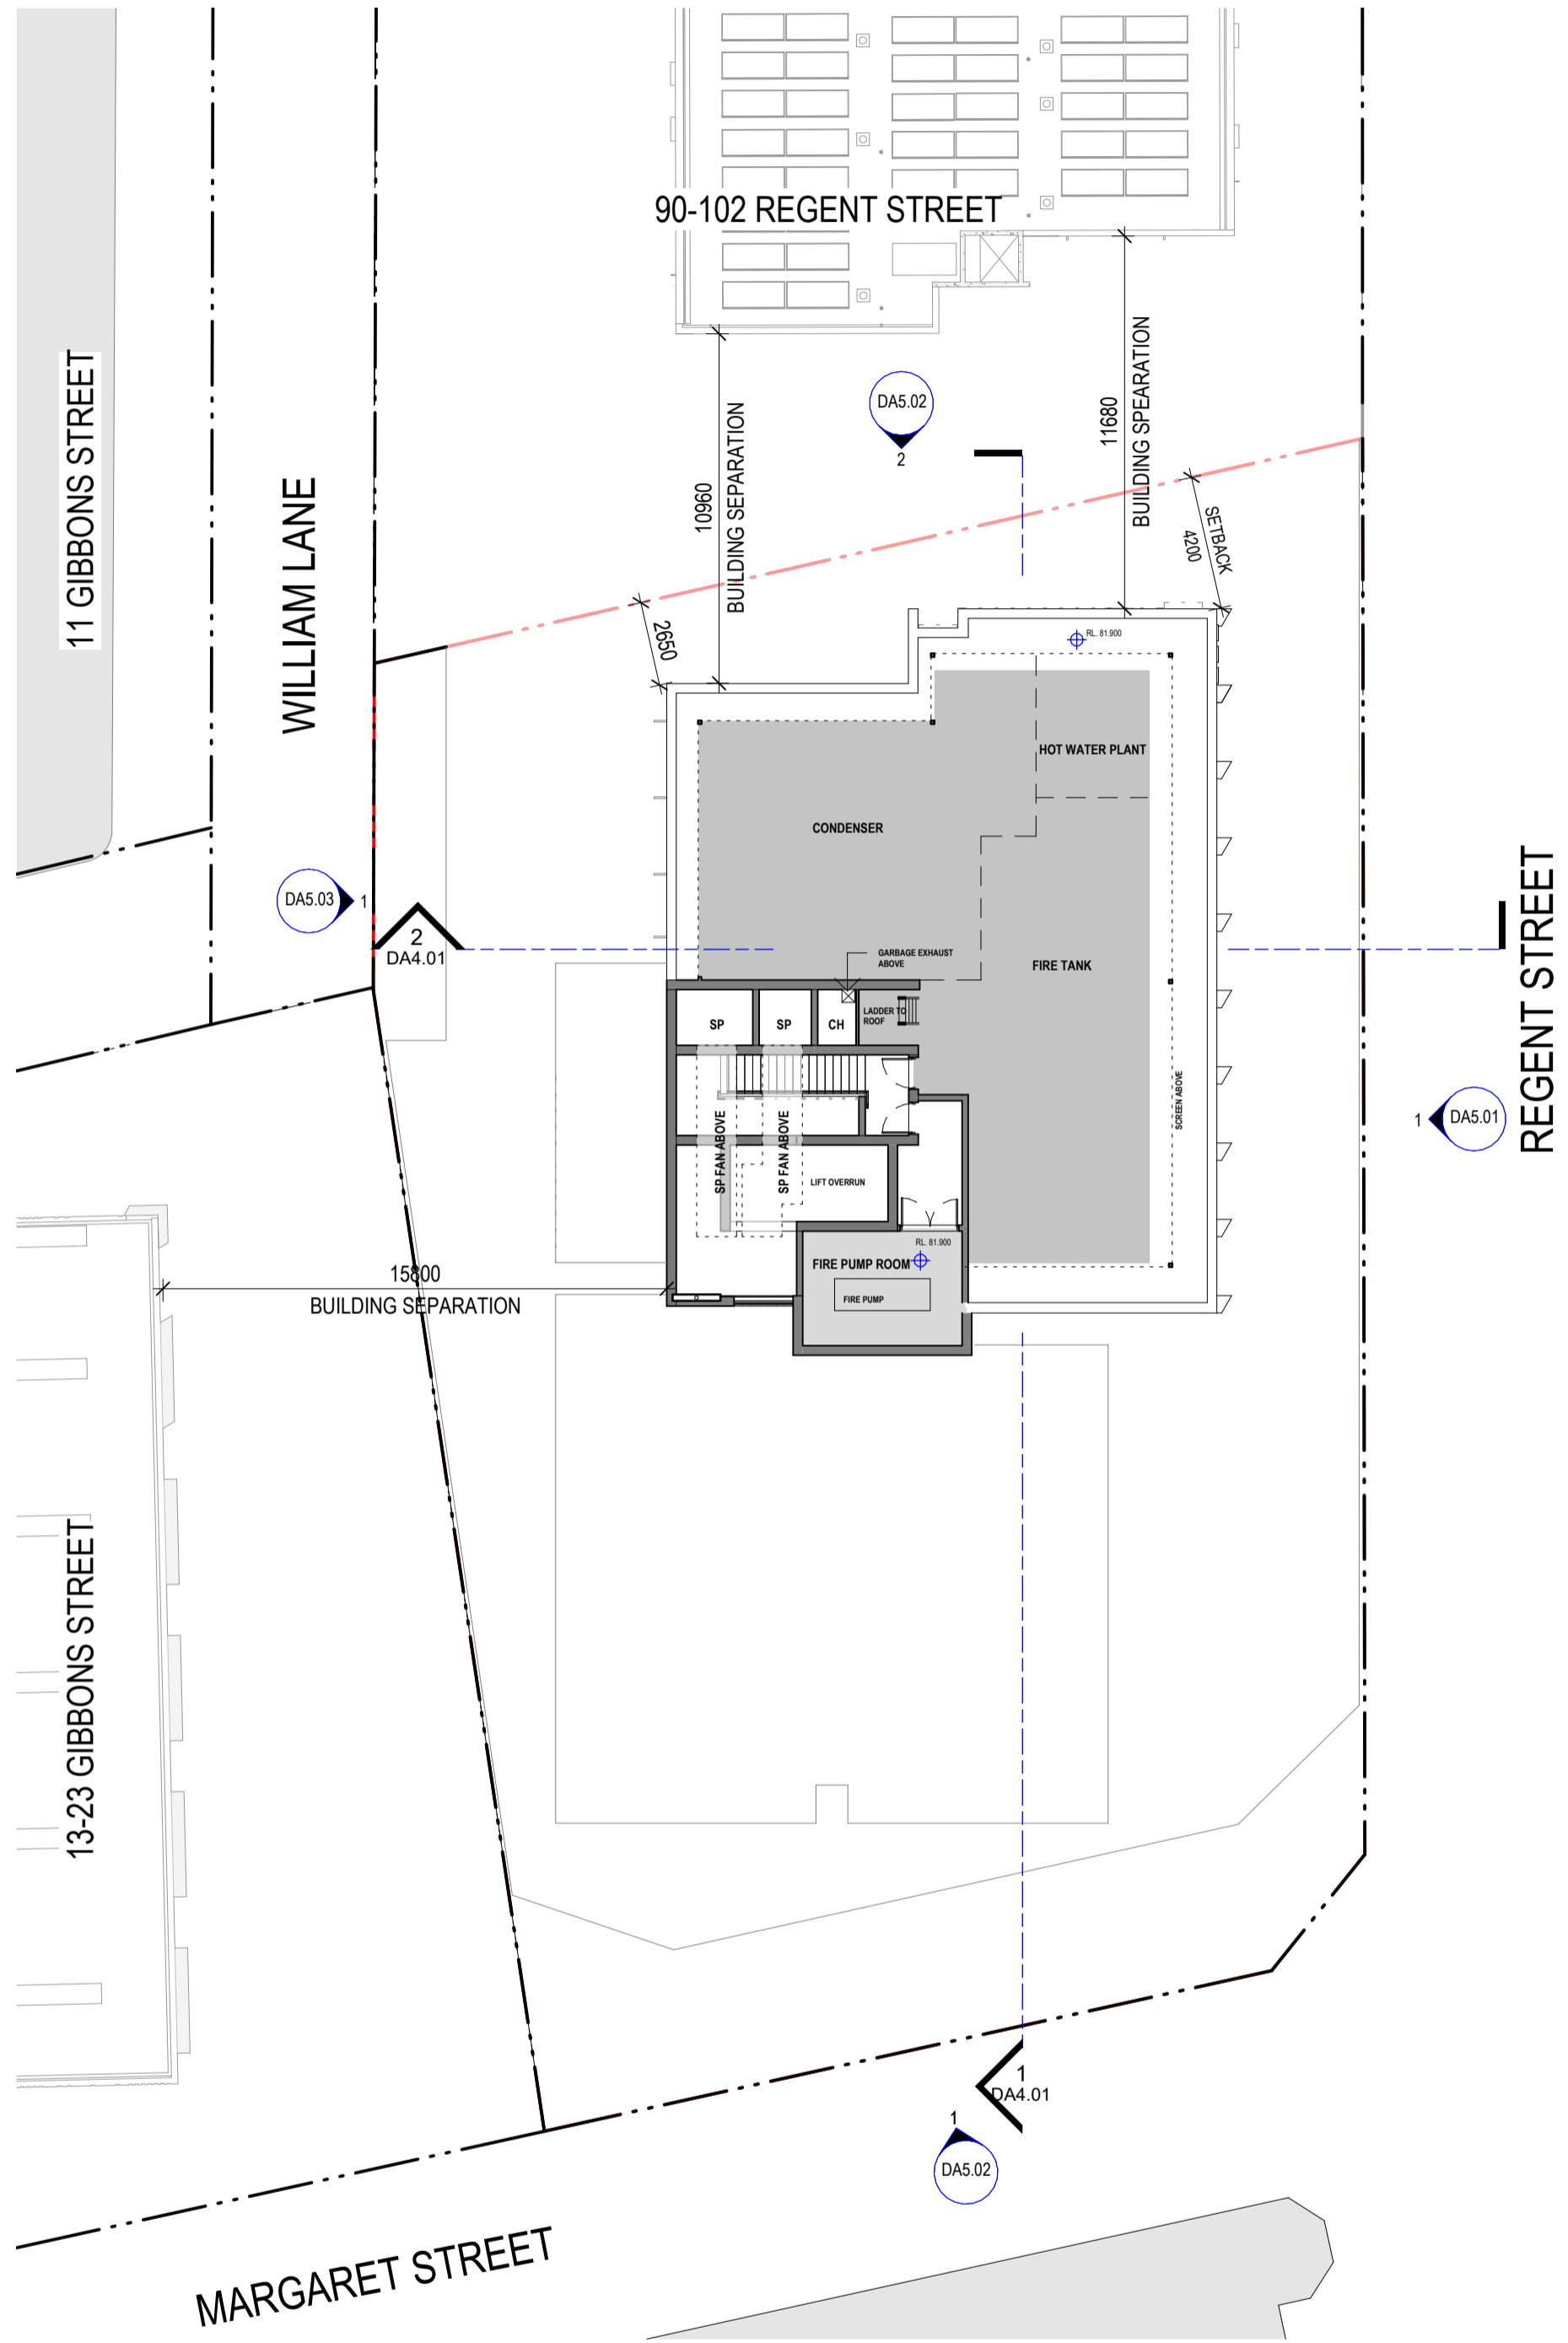 90-102 REGENT STREET
11 GIBBONS STREET
WILLIAM LANE
DA5.02
2
10960
BUILDING SEPARATION
11680
BUILDING SPEARATION
SETBACK
4200
2650
RL. 81.900
HOT WATER PLANT
CONDENSER
DA5.03
1
2
DA4.01
GARBAGE EXHAUST
ABOVE
FIRE TANK
REGENT STREET
SP
SP
CH
LADDER TO
ROOF
SCREEN ABOVE
1
DA5.01
SP FAN ABOVE
SP FAN ABOVE
LIFT OVERRUN
RL. 81.900
FIRE PUMP ROOM
FIRE PUMP
15800
BUILDING SEPARATION
13-23 GIBBONS STREET
1
DA4.01
1
DA5.02
MARGARET STREET